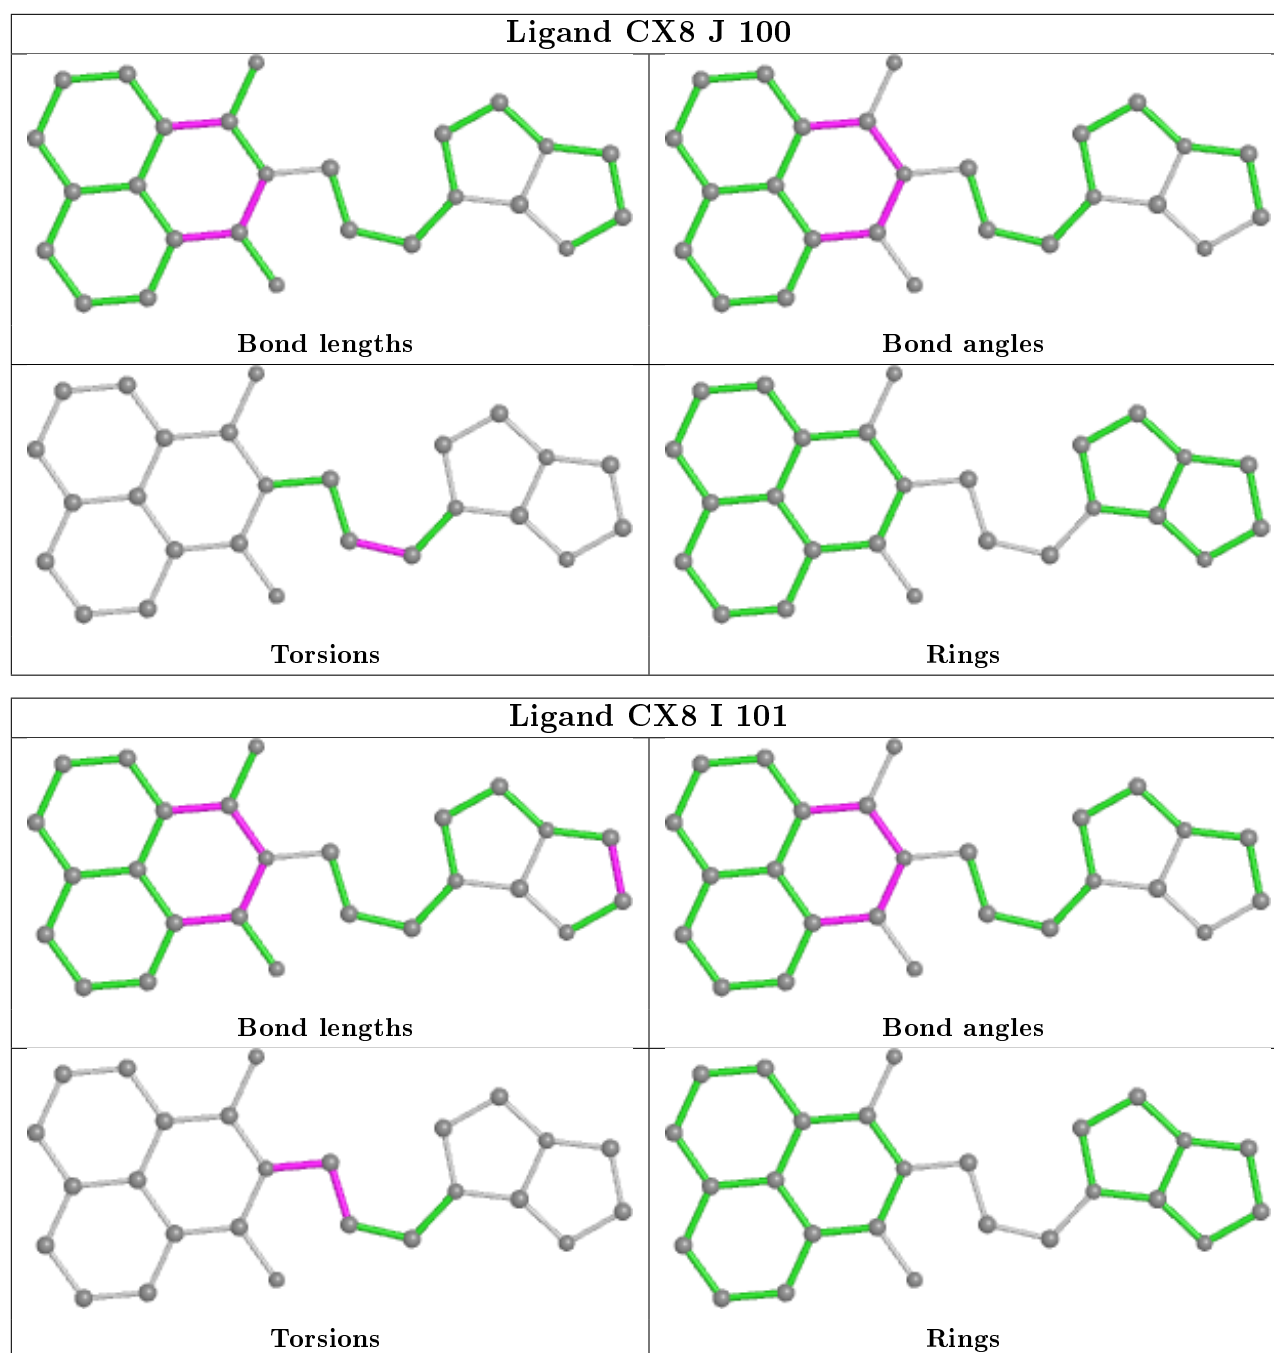 Ligand CX8 J 100
Bond lengths
Bond angles
Torsions
Rings
Ligand CX8 I 101
Bond lengths
Bond angles
Torsions
Rings